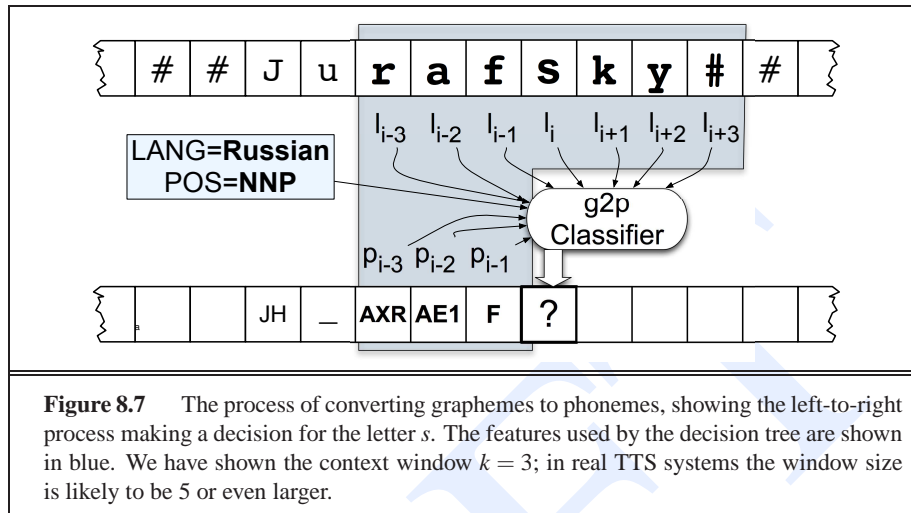 # # J u r a f s k y # #
l i-3 l i-2 l i-1 l i l i+1 l i+2 l i+3
LANG=Russian
POS=NNP
g2p
Classifier
p i-3 p i-2 p i-1
a a JH _ AXR AE1 F ?
Figure 8.7 The process of converting graphemes to phonemes, showing the left-to-right
process making a decision for the letter s. The features used by the decision tree are shown
in blue. We have shown the context window k = 3; in real TTS systems the window size
is likely to be 5 or even larger.